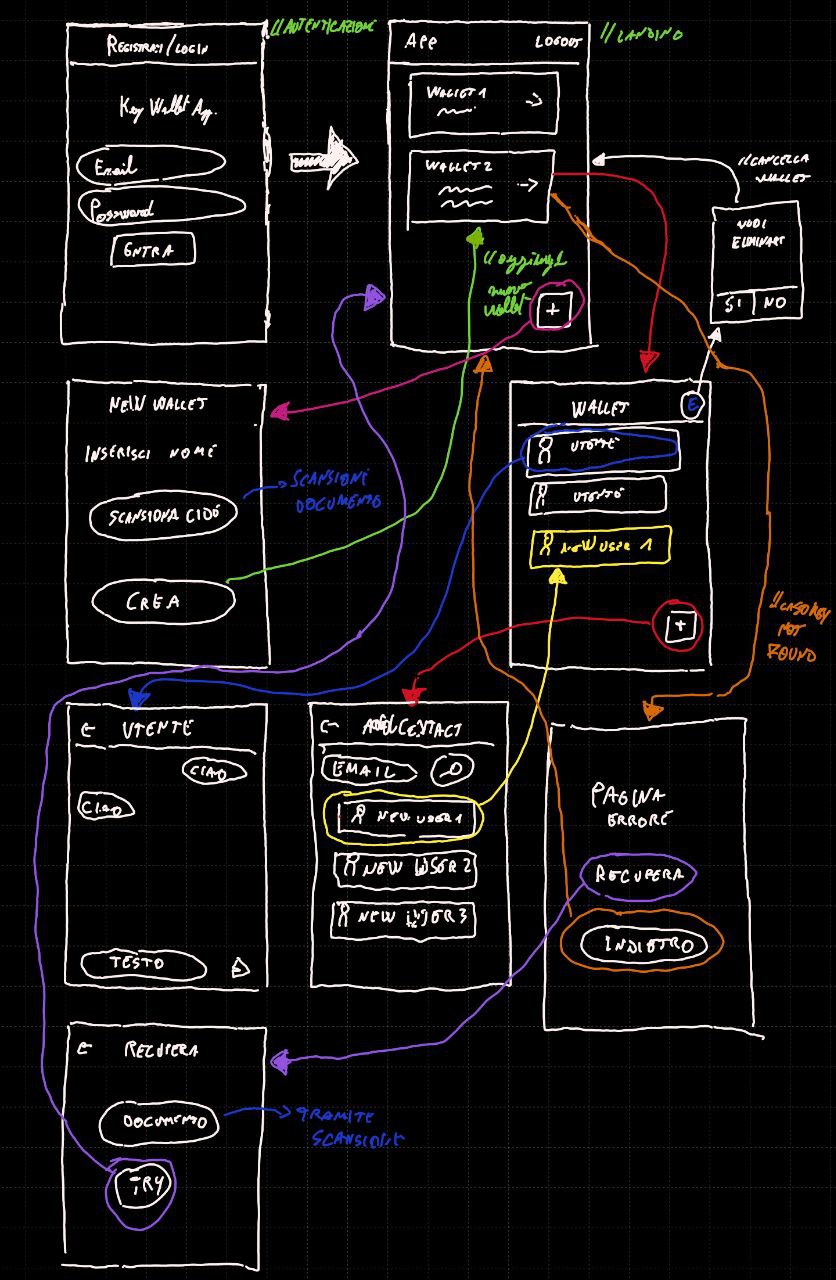 //AUTENTICAZIONE
REGISTRATI/LOGIN
Key Wallet App.
Email
Password
ENTRA
//LANDING
APP
LOGOUT
WALLET 1
WALLET 2
//aggiungi
nuovo
wallet
+
//CANCELLA
WALLET
VUOI
ELIMINARE
SI
NO
NEW WALLET
INSERISCI NOME
SCANSIONA CIDÓ
SCANSIONE
DOCUMENTO
CREA
WALLET
E
UTENTE
UTENTE
NEW USER 1
+
//CASO KEY
NOT
FOUND
UTENTE
CIAO
CIAO
TESTO
ADD CONTACT
EMAIL
NEW USER 1
NEW USER 2
NEW USER 3
PAGINA
ERRORE
RECUPERA
INDIETRO
RECUPERA
DOCUMENTO
TRAMITE
SCANSIONE
TRY